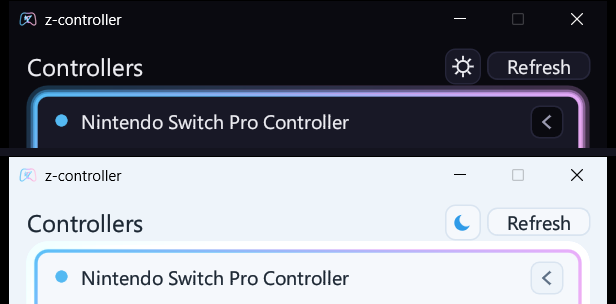 z-controller
Controllers
Refresh
Nintendo Switch Pro Controller
z-controller
Controllers
Refresh
Nintendo Switch Pro Controller